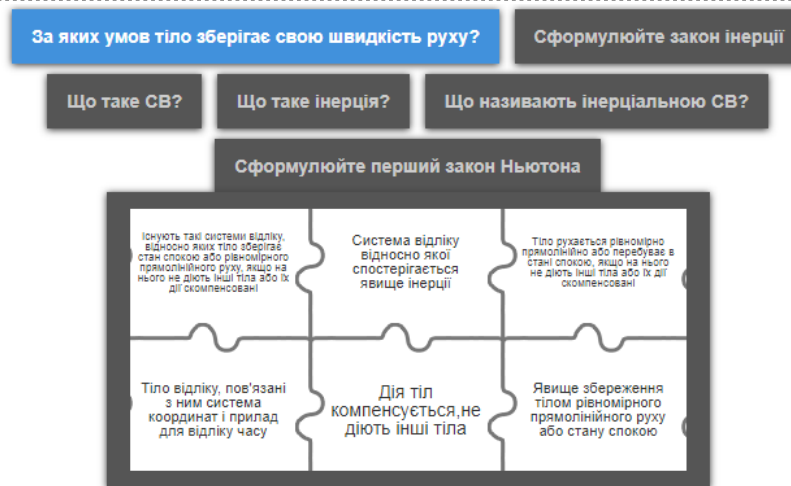 За яких умов тіло зберігає свою швидкість руху?
Сформулюйте закон інерції
Що таке СВ?
Що таке інерція?
Що називають інерціальною СВ?
Сформулюйте перший закон Ньютона
Існують такі системи відліку,
відносно яких тіло зберігає
стан спокою або рівномірного
прямолінійного руху, якщо на
нього не діють інші тіла або їх
дії скомпенсовані
Система відліку
відносно якої
спостерігається
явище інерції
Тіло рухається рівномірно
прямолінійно або перебуває в
стані спокою, якщо на нього
не діють інші тіла або їх дії
скомпенсовані
Тіло відліку, пов'язані
з ним система
координат і прилад
для відліку часу
Дія тіл
компенсується,не
діють інші тіла
Явище збереження
тілом рівномірного
прямолінійного руху
або стану спокою